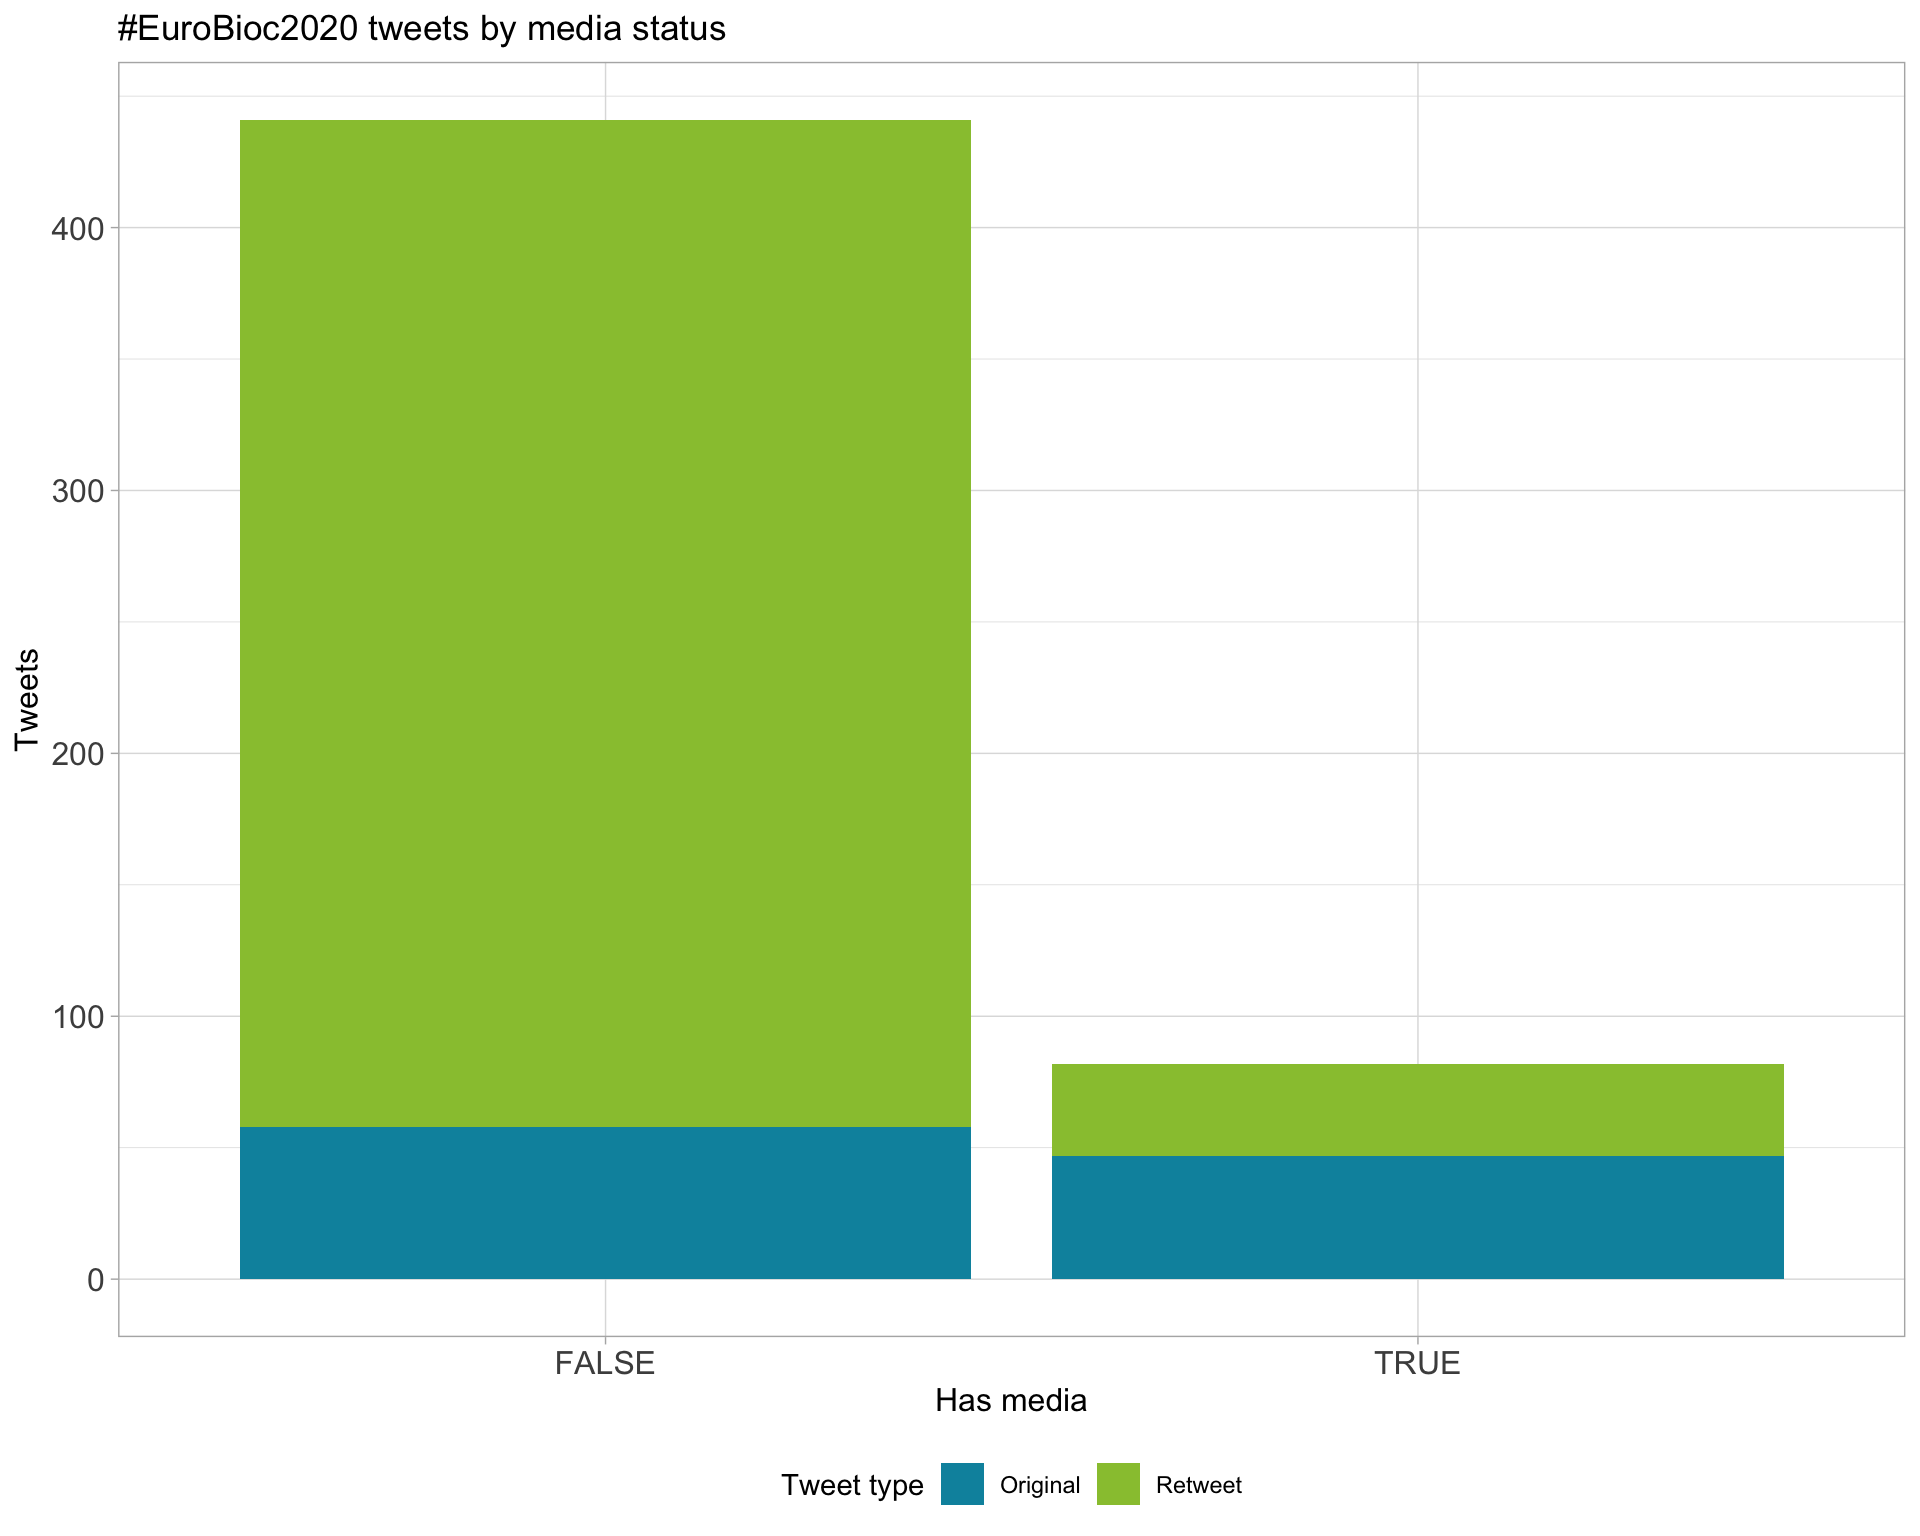 #EuroBioc2020 tweets by media status
Tweets
400
300
200
100
0
FALSE TRUE
Has media
Tweet type Original Retweet